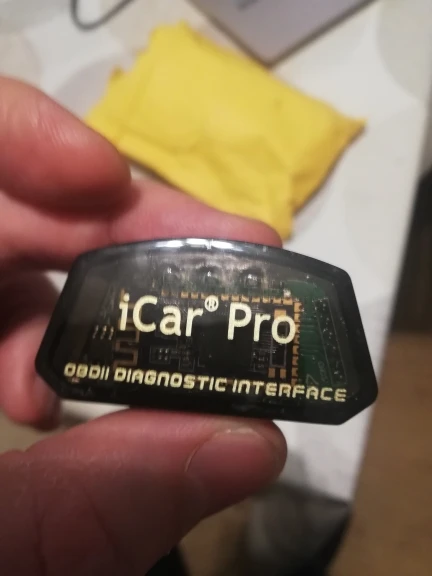 iCar® Pro
OBDII DIAGNOSTIC INTERFACE